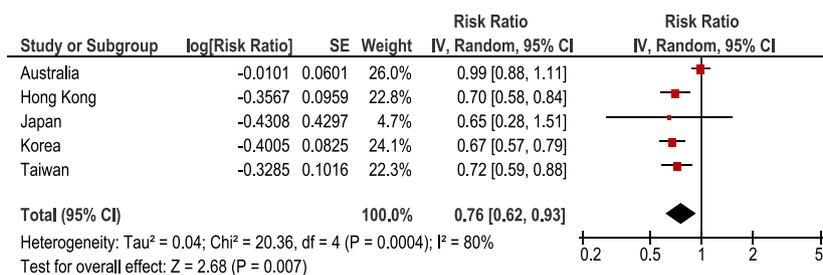 Risk Ratio Risk Ratio
Study or Subgroup log[Risk Ratio] SE Weight IV, Random, 95% CI IV, Random, 95% CI
Australia -0.0101 0.0601 26.0% 0.99 [0.88, 1.11]
Hong Kong -0.3567 0.0959 22.8% 0.70 [0.58, 0.84]
Japan -0.4308 0.4297 4.7% 0.65 [0.28, 1.51]
Korea -0.4005 0.0825 24.1% 0.67 [0.57, 0.79]
Taiwan -0.3285 0.1016 22.3% 0.72 [0.59, 0.88]
Total (95% CI) 100.0% 0.76 [0.62, 0.93]
Heterogeneity: Tau² = 0.04; Chi² = 20.36, df = 4 (P = 0.0004); I² = 80%
Test for overall effect: Z = 2.68 (P = 0.007)
0.2 0.5 1 2 5